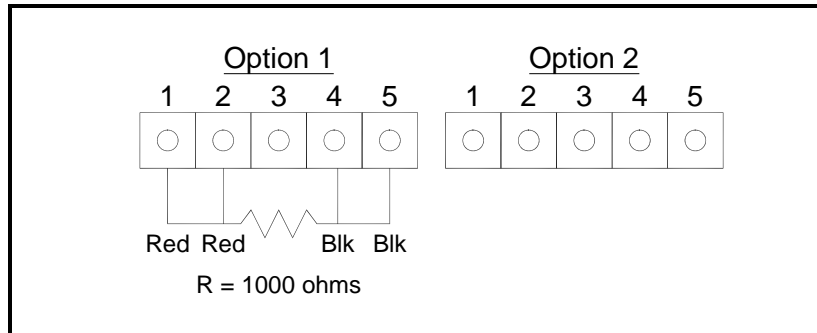 Option 1 Option 2
1 2 3 4 5 1 2 3 4 5
Red Red Blk Blk
R = 1000 ohms